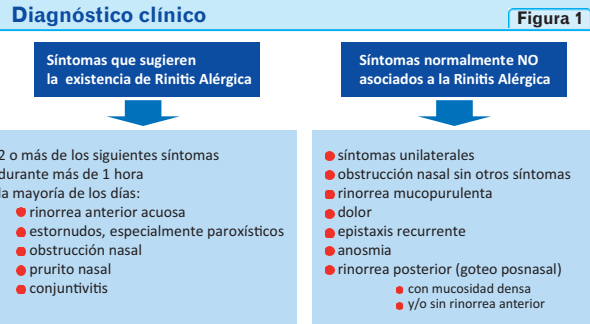 Diagnóstico clínico
Figura 1
Síntomas que sugieren
la existencia de Rinitis Alérgica
2 o más de los siguientes síntomas
durante más de 1 hora
la mayoría de los días:
rinorrea anterior acuosa
estornudos, especialmente paroxísticos
obstrucción nasal
prurito nasal
conjuntivitis
Síntomas normalmente NO
asociados a la Rinitis Alérgica
síntomas unilaterales
obstrucción nasal sin otros síntomas
rinorrea mucopurulenta
dolor
epistaxis recurrente
anosmia
rinorrea posterior (goteo posnasal)
con mucosidad densa
y/o sin rinorrea anterior